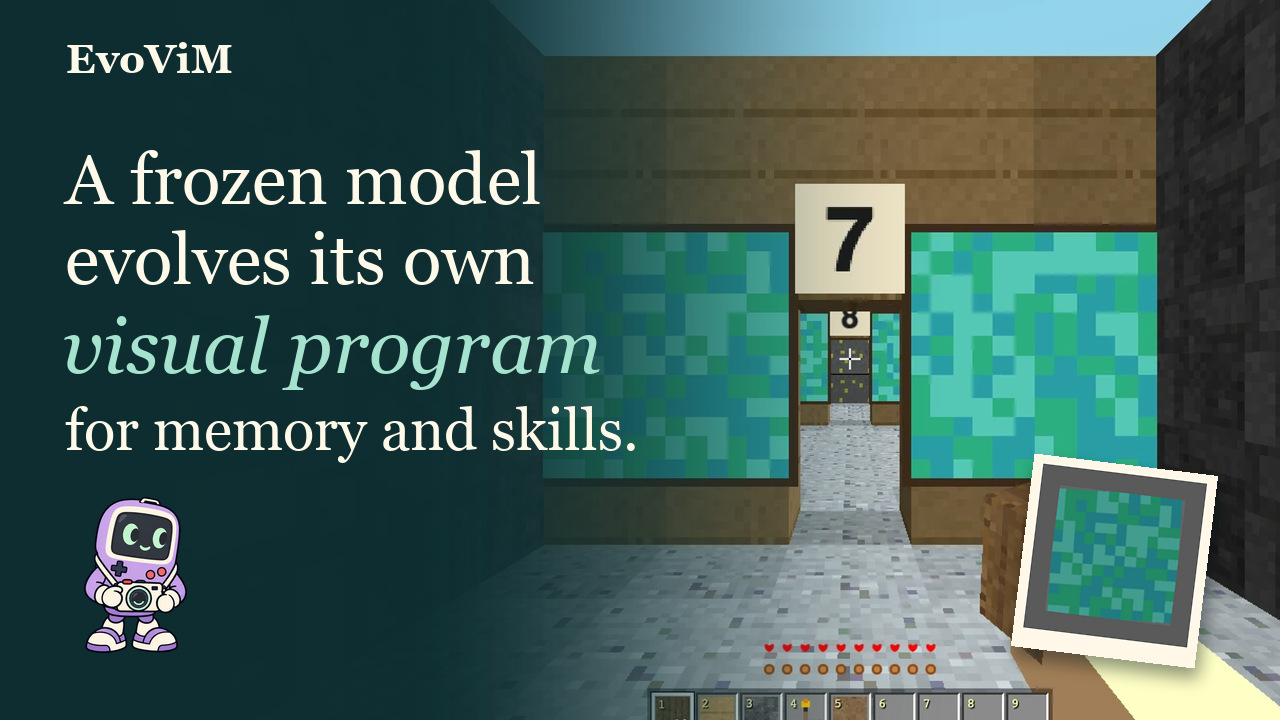 EvoViM
A frozen model
evolves its own
visual program
for memory and skills.
7
8
1 2 3 4 5 6 7 8 9